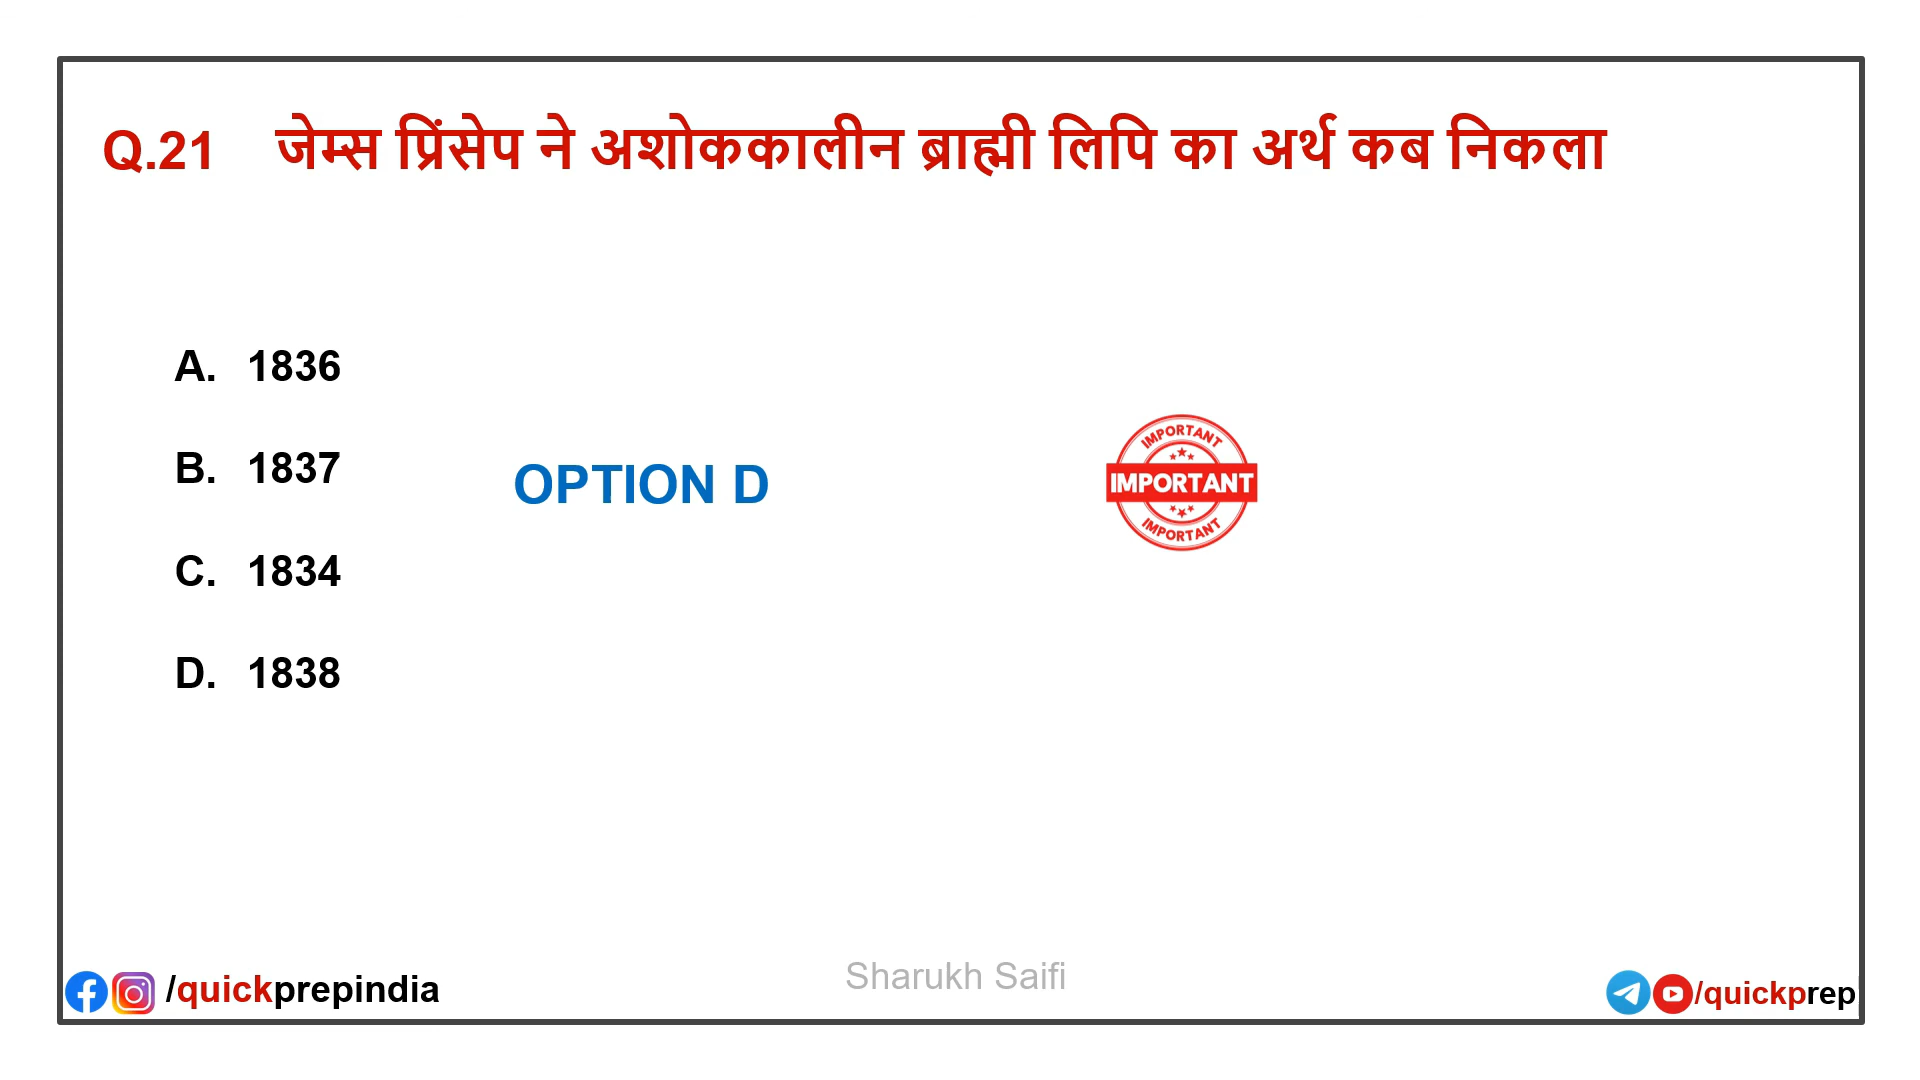 Q.21 जेम्स प्रिंसेप ने अशोककालीन ब्राह्मी लिपि का अर्थ कब निकला
A. 1836
B. 1837
OPTION D
C. 1834
D. 1838
IMPORTANT
IMPORTANT
IMPORTANT
Sharukh Saifi
/quickprepindia
/quickprep